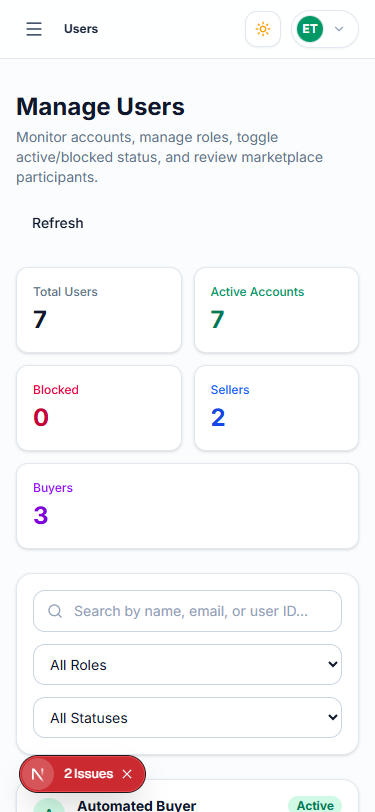 Users
ET
Manage Users
Monitor accounts, manage roles, toggle
active/blocked status, and review marketplace
participants.
Refresh
Total Users
7
Active Accounts
7
Blocked
0
Sellers
2
Buyers
3
Search by name, email, or user ID...
All Roles
All Statuses
N
2 Issues
Automated Buyer
Active